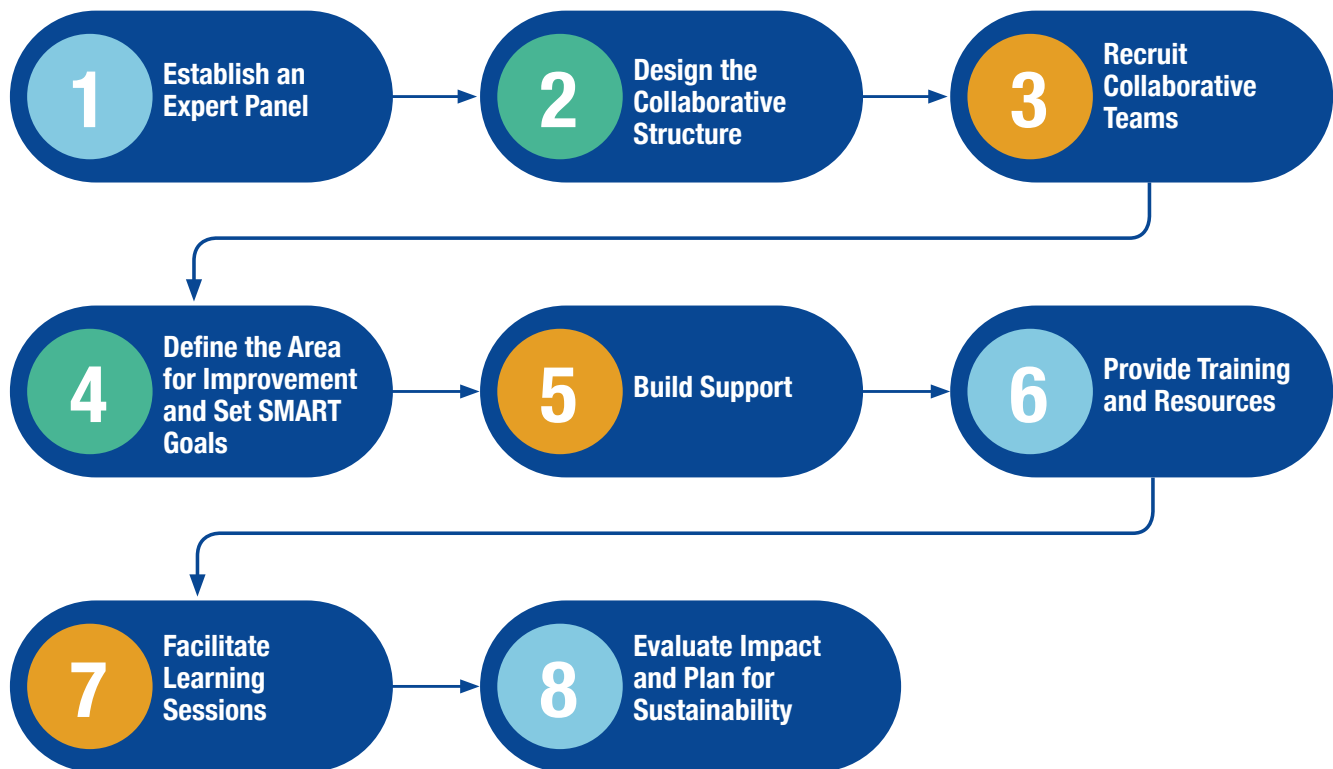 1
Establish an
Expert Panel
2
Design the
Collaborative
Structure
3
Recruit
Collaborative
Teams
4
Define the Area
for Improvement
and Set SMART
Goals
5
Build Support
6
Provide Training
and Resources
7
Facilitate
Learning
Sessions
8
Evaluate Impact
and Plan for
Sustainability